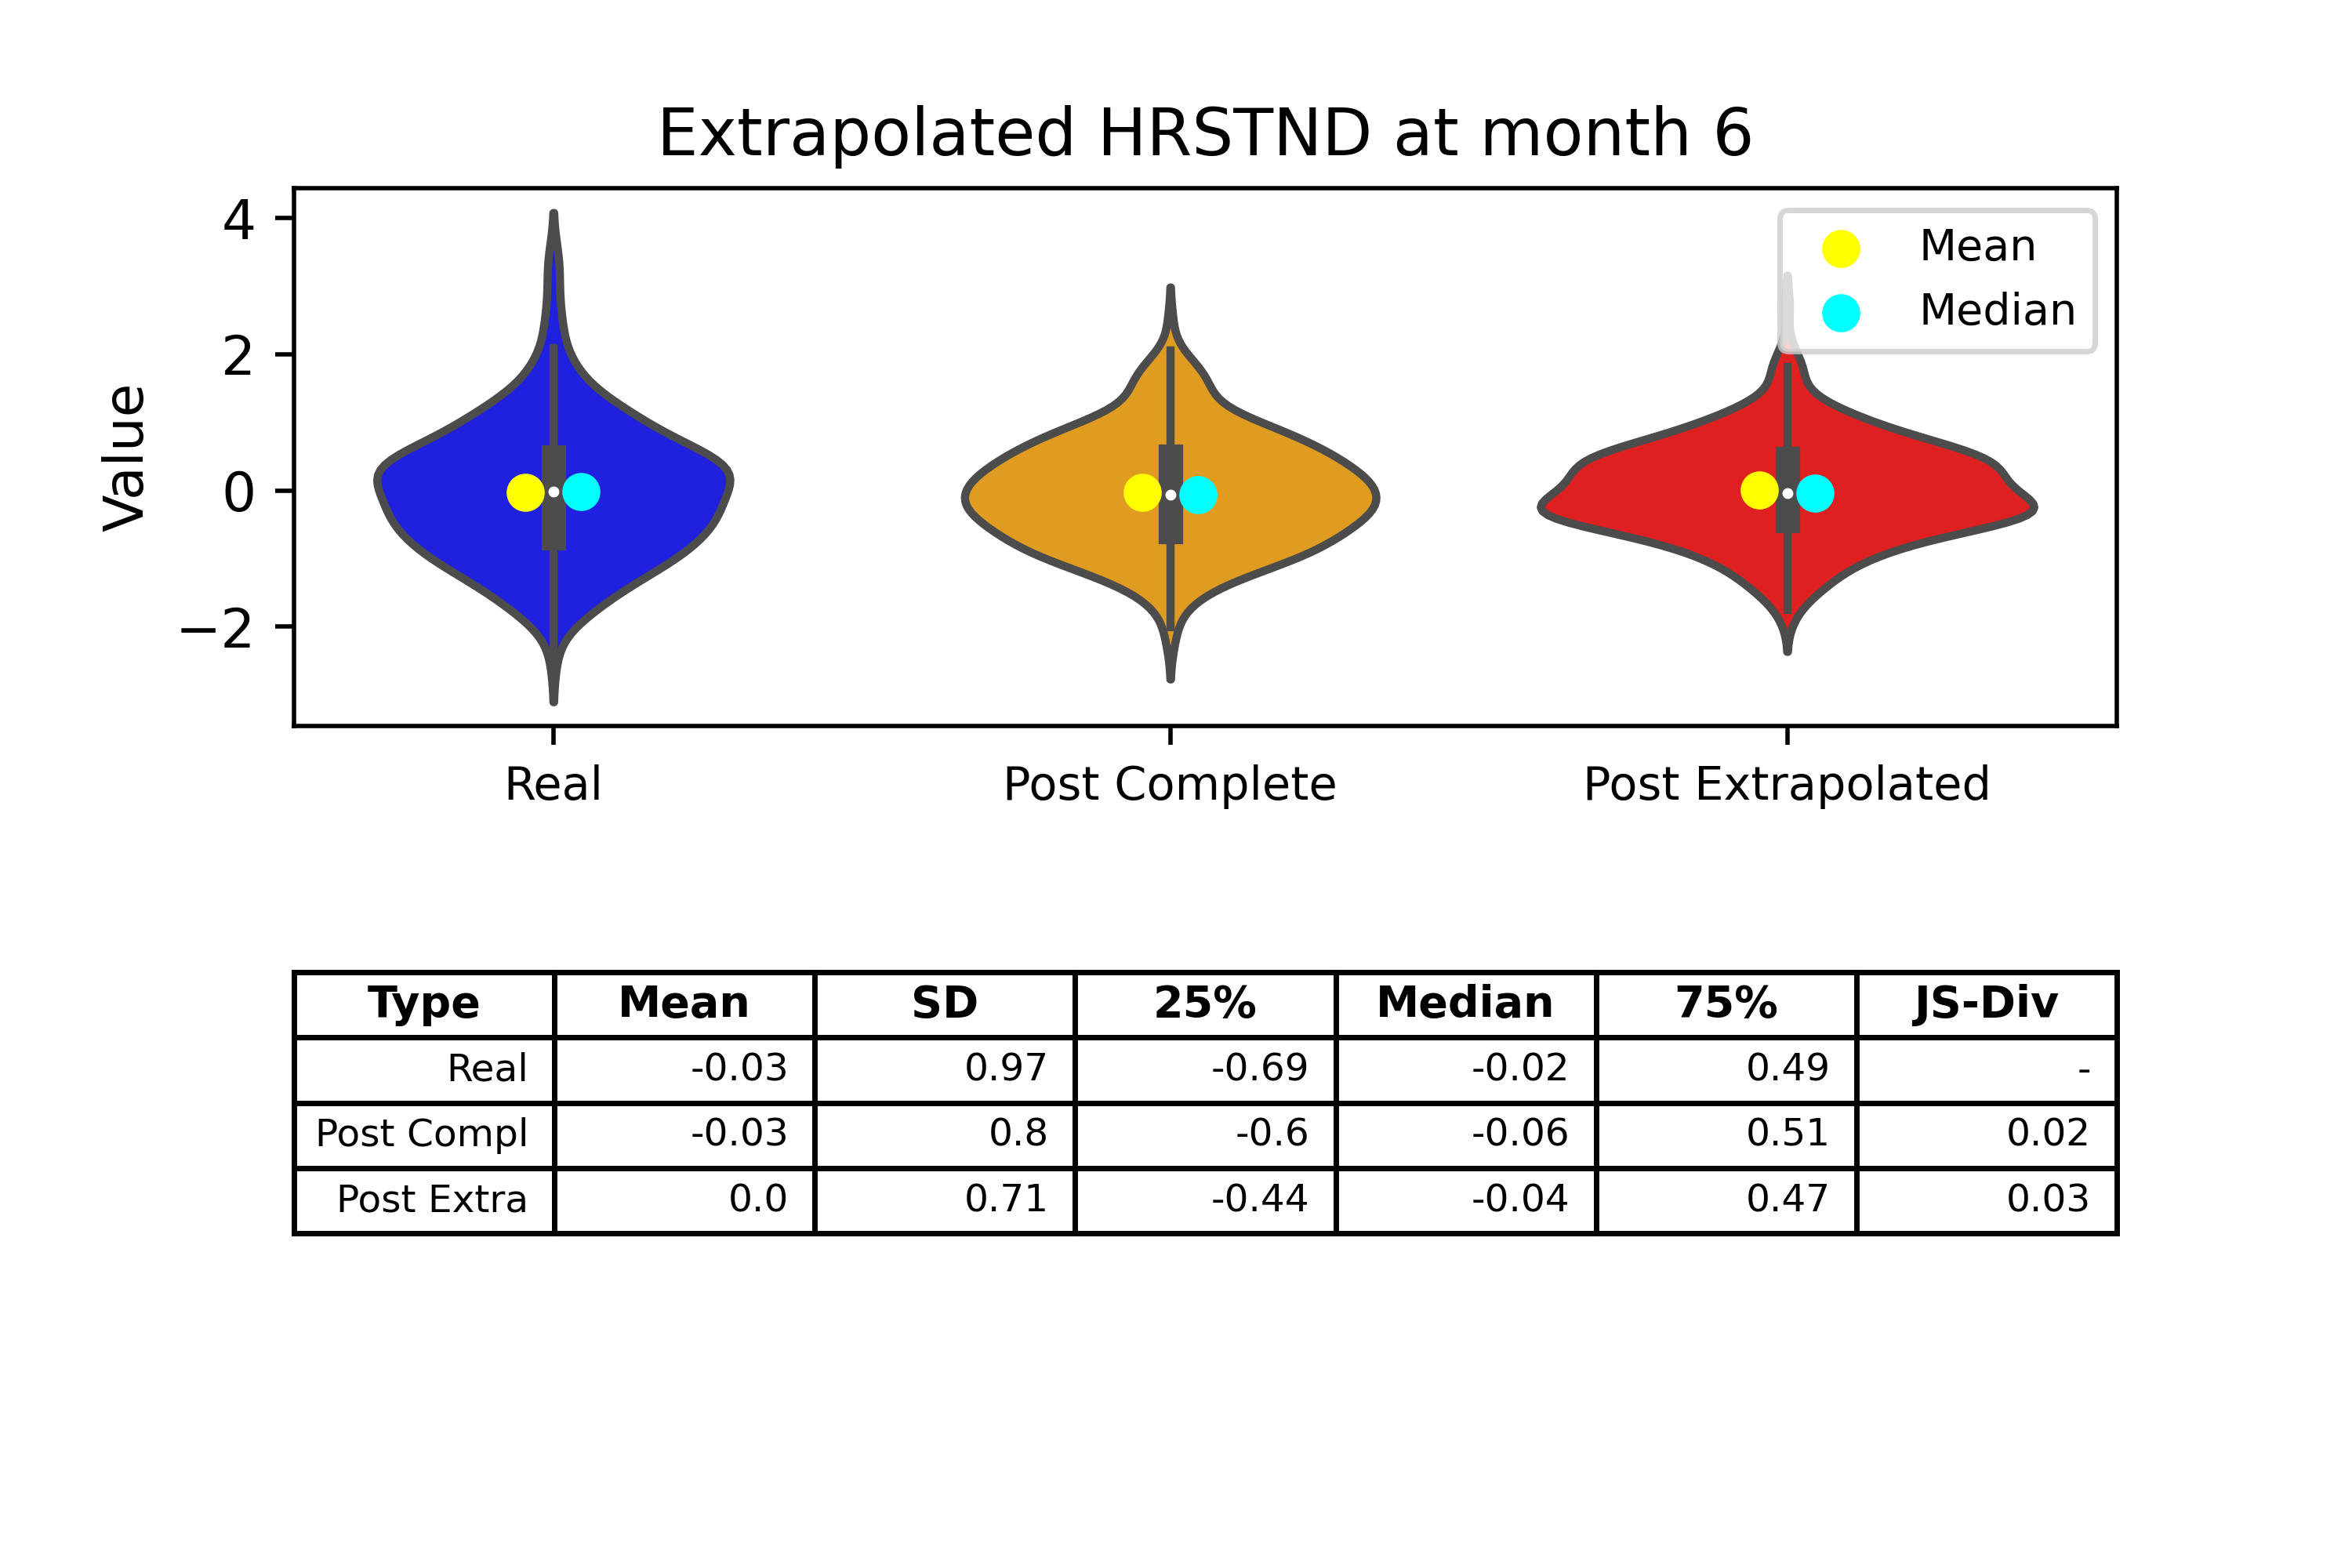 Extrapolated HRSTND at month 6
Mean
Median
4
2
0
−2
Value
Real Post Complete Post Extrapolated
Type Mean SD 25% Median 75% JS-Div
Real -0.03 0.97 -0.69 -0.02 0.49 -
Post Compl -0.03 0.8 -0.6 -0.06 0.51 0.02
Post Extra 0.0 0.71 -0.44 -0.04 0.47 0.03